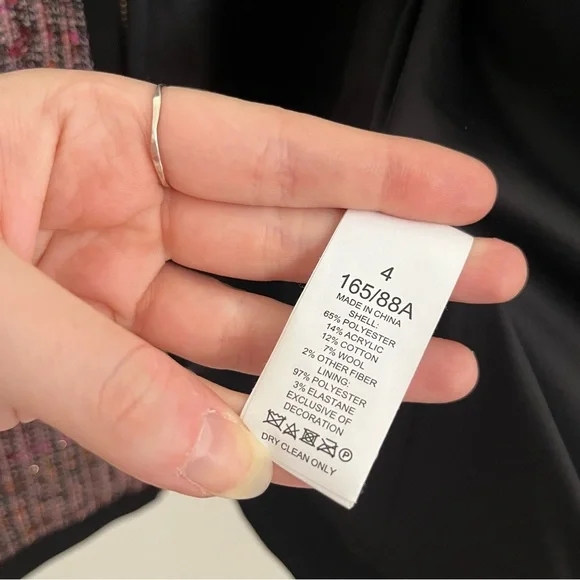 4
165/88A
MADE IN CHINA
SHELL:
65% POLYESTER
14% ACRYLIC
12% COTTON
7% WOOL
2% OTHER FIBER
LINING:
97% POLYESTER
3% ELASTANE
EXCLUSIVE OF
DECORATION
P
DRY CLEAN ONLY